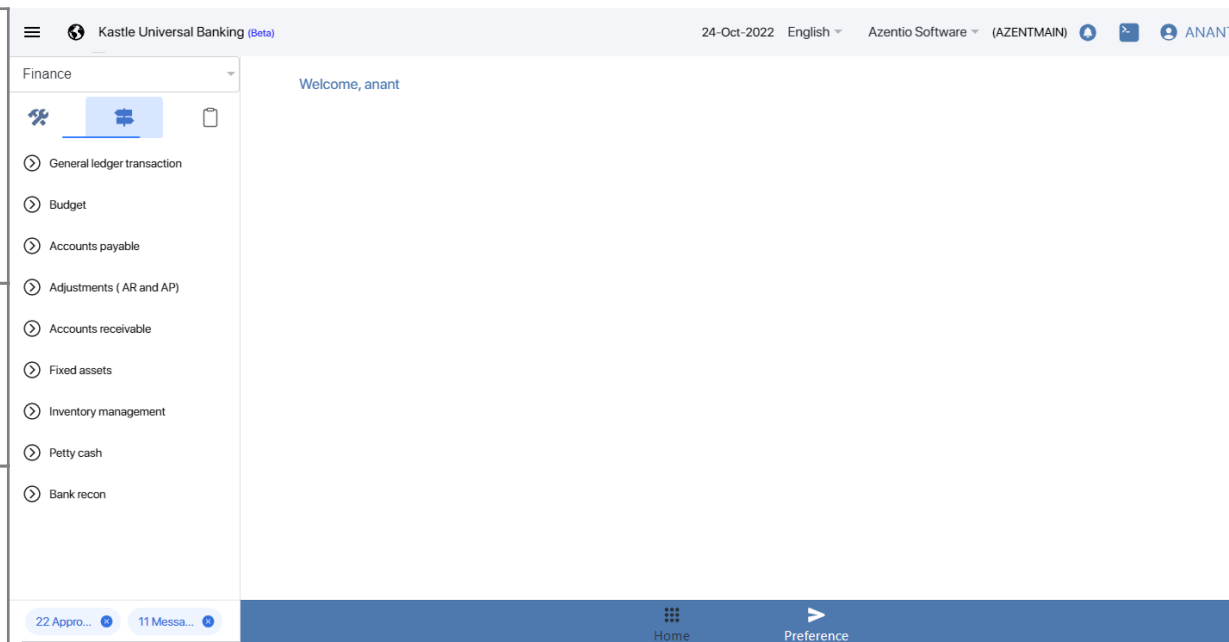 Kastle Universal Banking (Beta) 24-Oct-2022 English Azentio Software (AZENTMAIN) ANANT
Finance
Welcome, anant
General ledger transaction
Budget
Accounts payable
Adjustments ( AR and AP)
Accounts receivable
Fixed assets
Inventory management
Petty cash
Bank recon
22 Appro... 11 Messa...
Home Preference